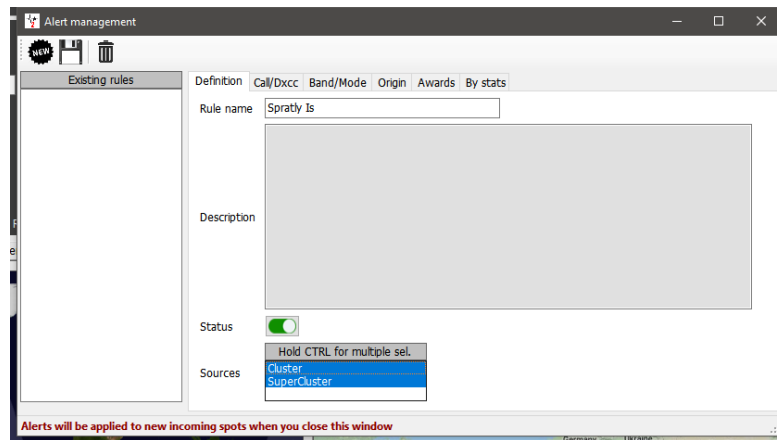 Alert management
NEW
Existing rules
Definition Call/Dxcc Band/Mode Origin Awards By stats
Rule name Spratly Is
Description
Status
Hold CTRL for multiple sel.
Sources
Cluster
SuperCluster
Alerts will be applied to new incoming spots when you close this window
Germany Ukraine